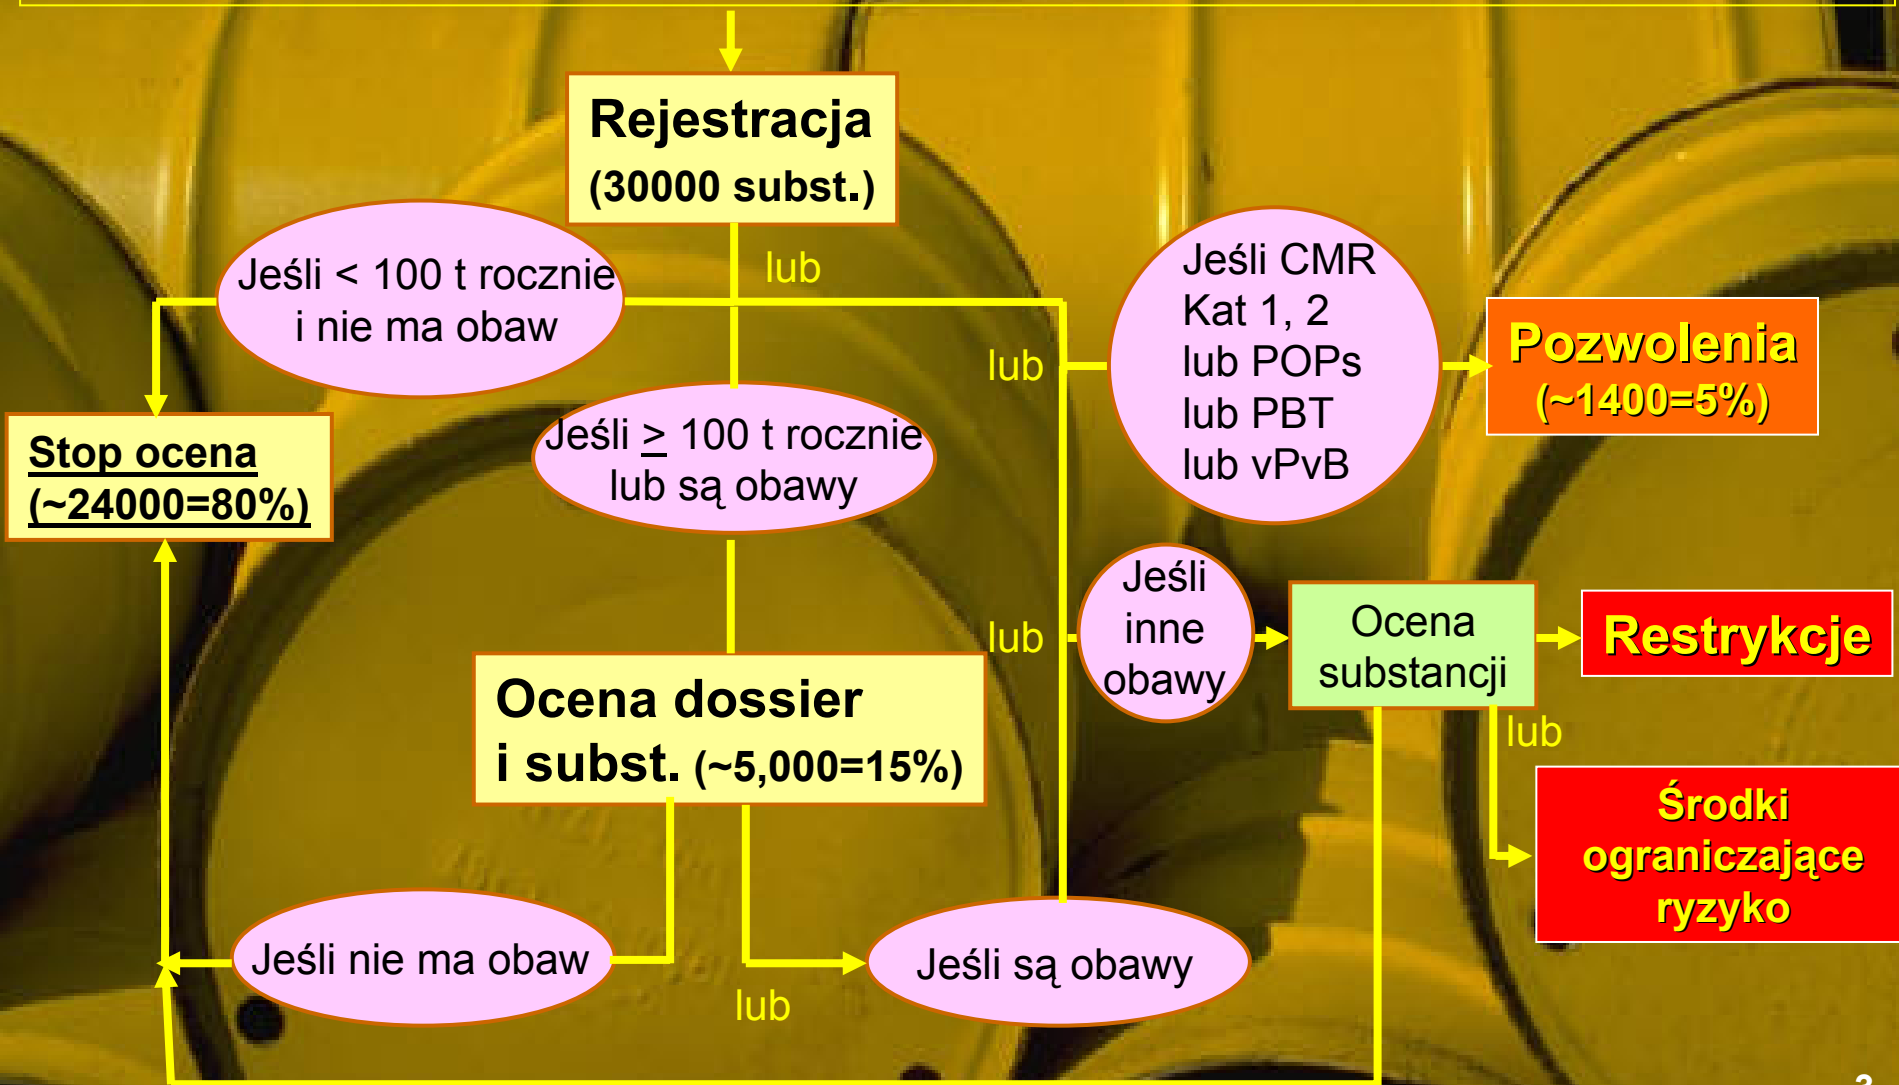 Rejestracja
(30000 subst.)
Jeśli < 100 t rocznie
i nie ma obaw
lub
Jeśli CMR
Kat 1, 2
lub POPs
lub PBT
lub vPvB
lub
Pozwolenia
(~1400=5%)
Stop ocena
(~24000=80%)
Jeśli ≥ 100 t rocznie
lub są obawy
Jeśli
inne
obawy
lub
Ocena
substancji
Restrykcje
lub
Ocena dossier
i subst. (~5,000=15%)
Środki
ograniczające
ryzyko
Jeśli nie ma obaw
lub
Jeśli są obawy